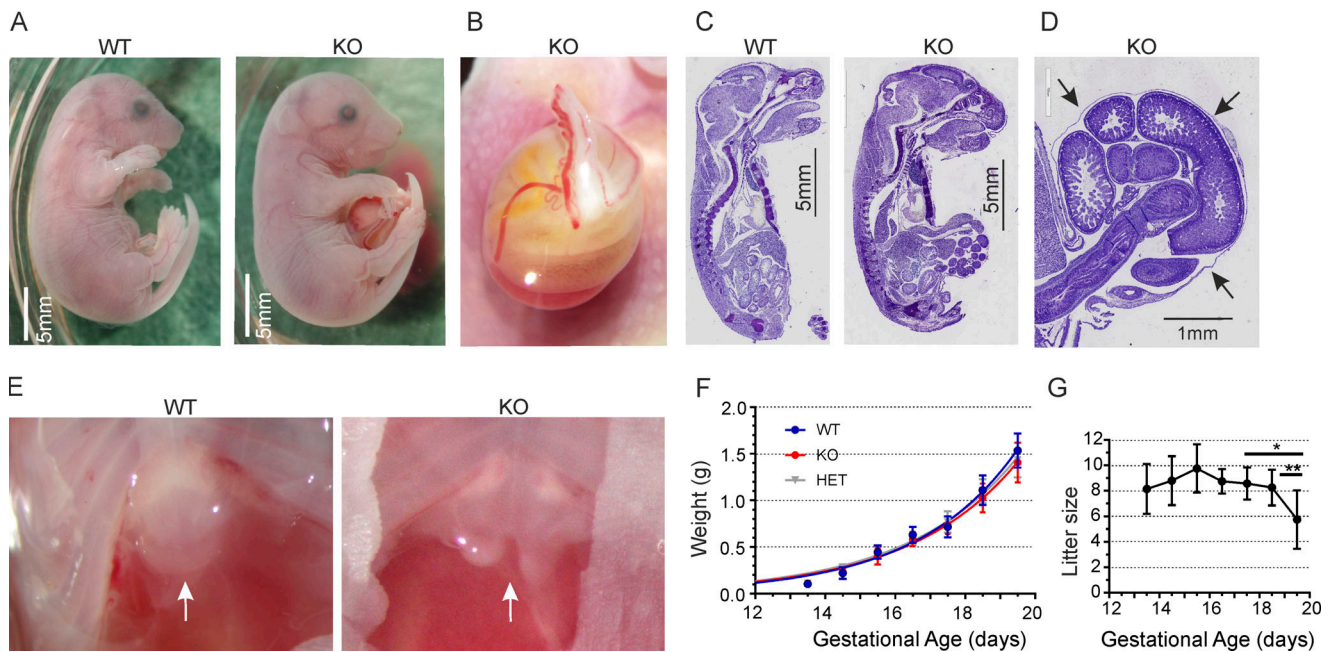 A
WT
KO
5mm
5mm
B
KO
C
WT
KO
5mm
5mm
D
KO
1mm
E
WT
KO
F
Weight (g)
2.0
1.5
1.0
0.5
0
WT
KO
HET
12 14 16 18 20
Gestational Age (days)
G
Litter size
12
10
8
6
4
2
0
*
**
12 14 16 18 20
Gestational Age (days)